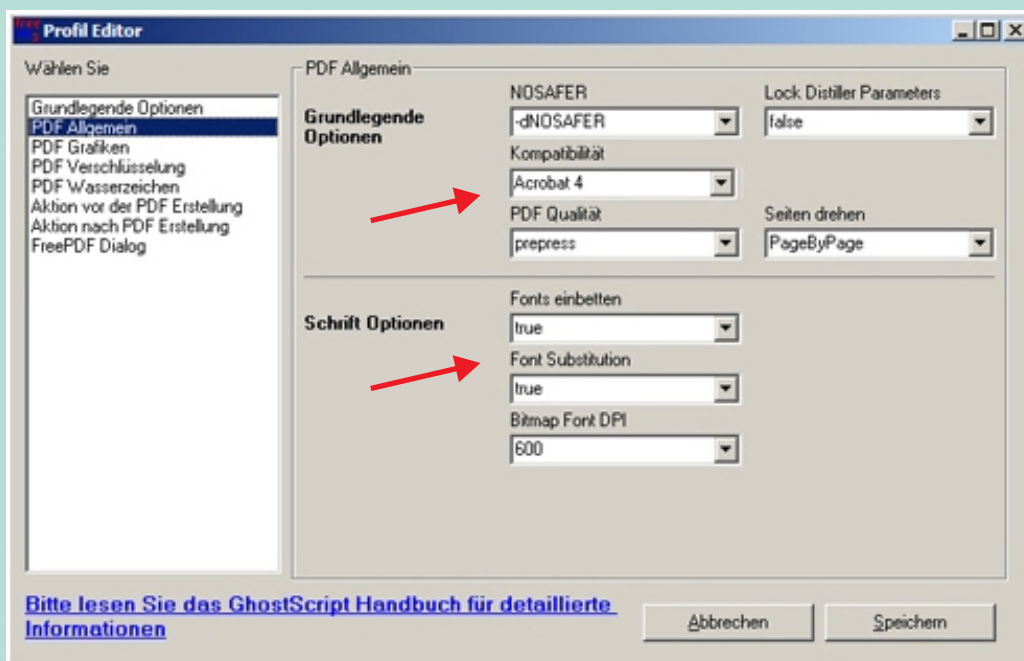 free
Profil Editor
Wählen Sie
Grundlegende Optionen
PDF Allgemein
PDF Grafiken
PDF Verschlüsselung
PDF Wasserzeichen
Aktion vor der PDF Erstellung
Aktion nach PDF Erstellung
FreePDF Dialog
PDF Allgemein
Grundlegende
Optionen
NOSAFER
-dNOSAFER
Lock Distiller Parameters
false
Kompatibilität
Acrobat 4
PDF Qualität
prepress
Seiten drehen
PageByPage
Schrift Optionen
Fonts einbetten
true
Font Substitution
true
Bitmap Font DPI
600
Bitte lesen Sie das GhostScript Handbuch für detaillierte
Informationen
Abbrechen
Speichern